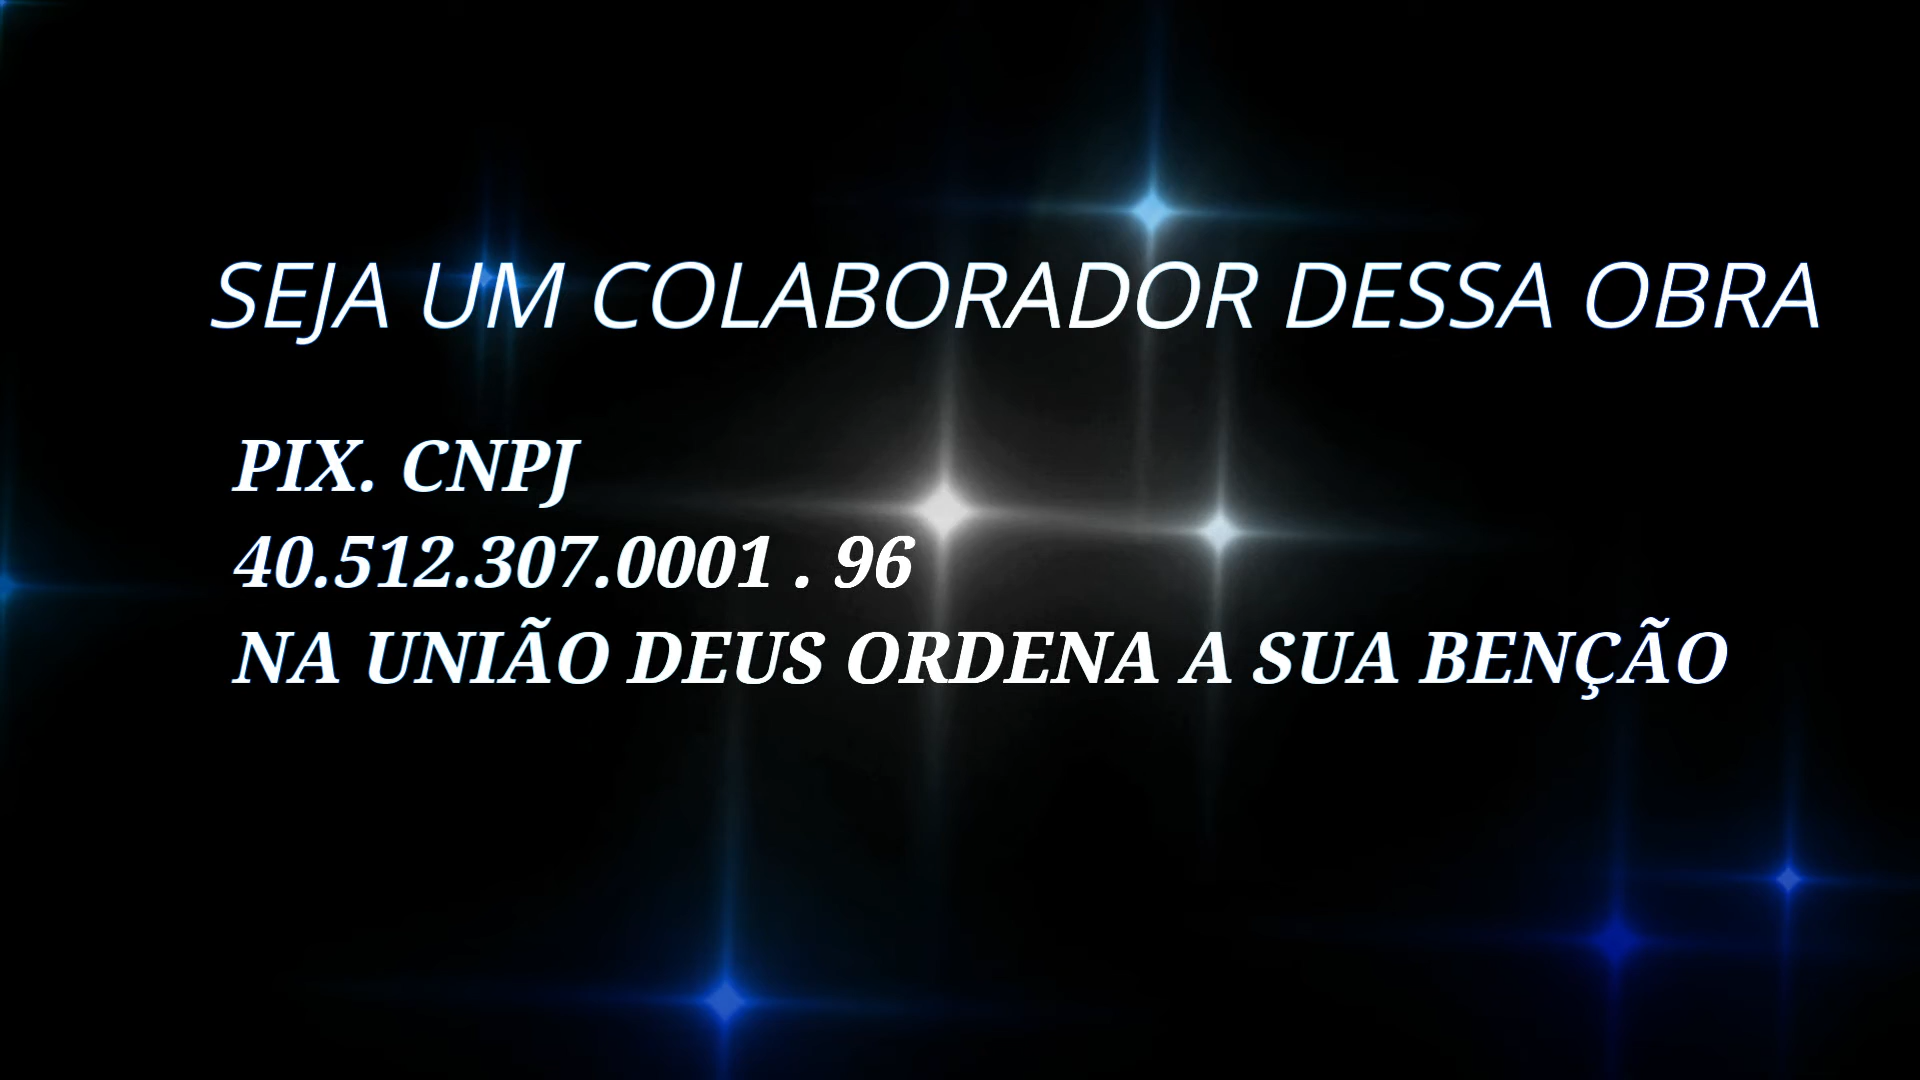 SEJA UM COLABORADOR DESSA OBRA
PIX. CNPJ
40.512.307.0001 . 96
NA UNIÃO DEUS ORDENA A SUA BENÇÃO